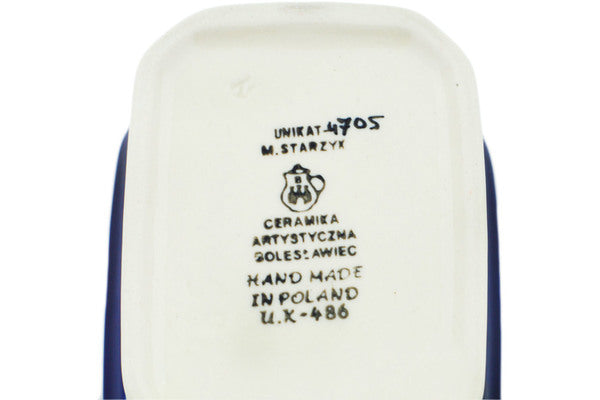 UNIKAT 4705
M. STARZYK
B
CERAMIKA
ARTYSTYCZNA
BOLESŁAWIEC
HAND MADE
IN POLAND
U.K-486